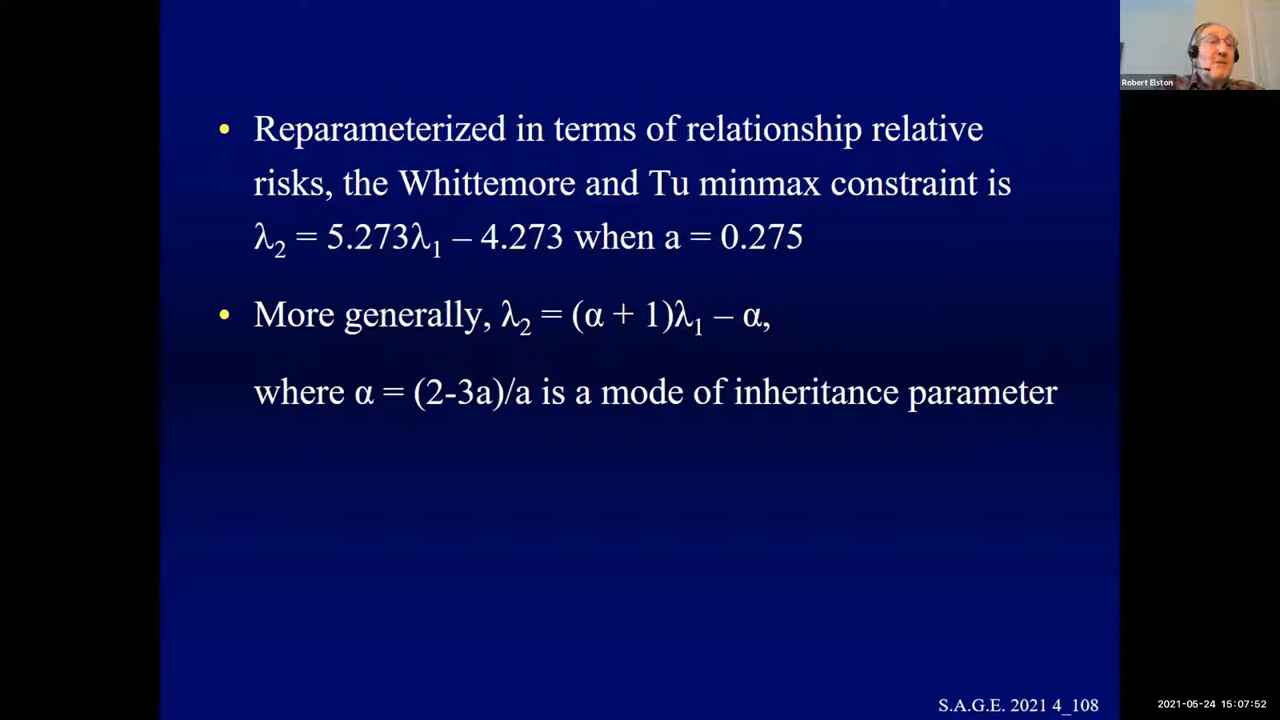 Robert Elston
• Reparameterized in terms of relationship relative
risks, the Whittemore and Tu minmax constraint is
λ₂ = 5.273λ₁ – 4.273 when a = 0.275
• More generally, λ₂ = (α + 1)λ₁ – α,
where α = (2-3a)/a is a mode of inheritance parameter
S.A.G.E. 2021 4_108
2021-05-24 15:07:52